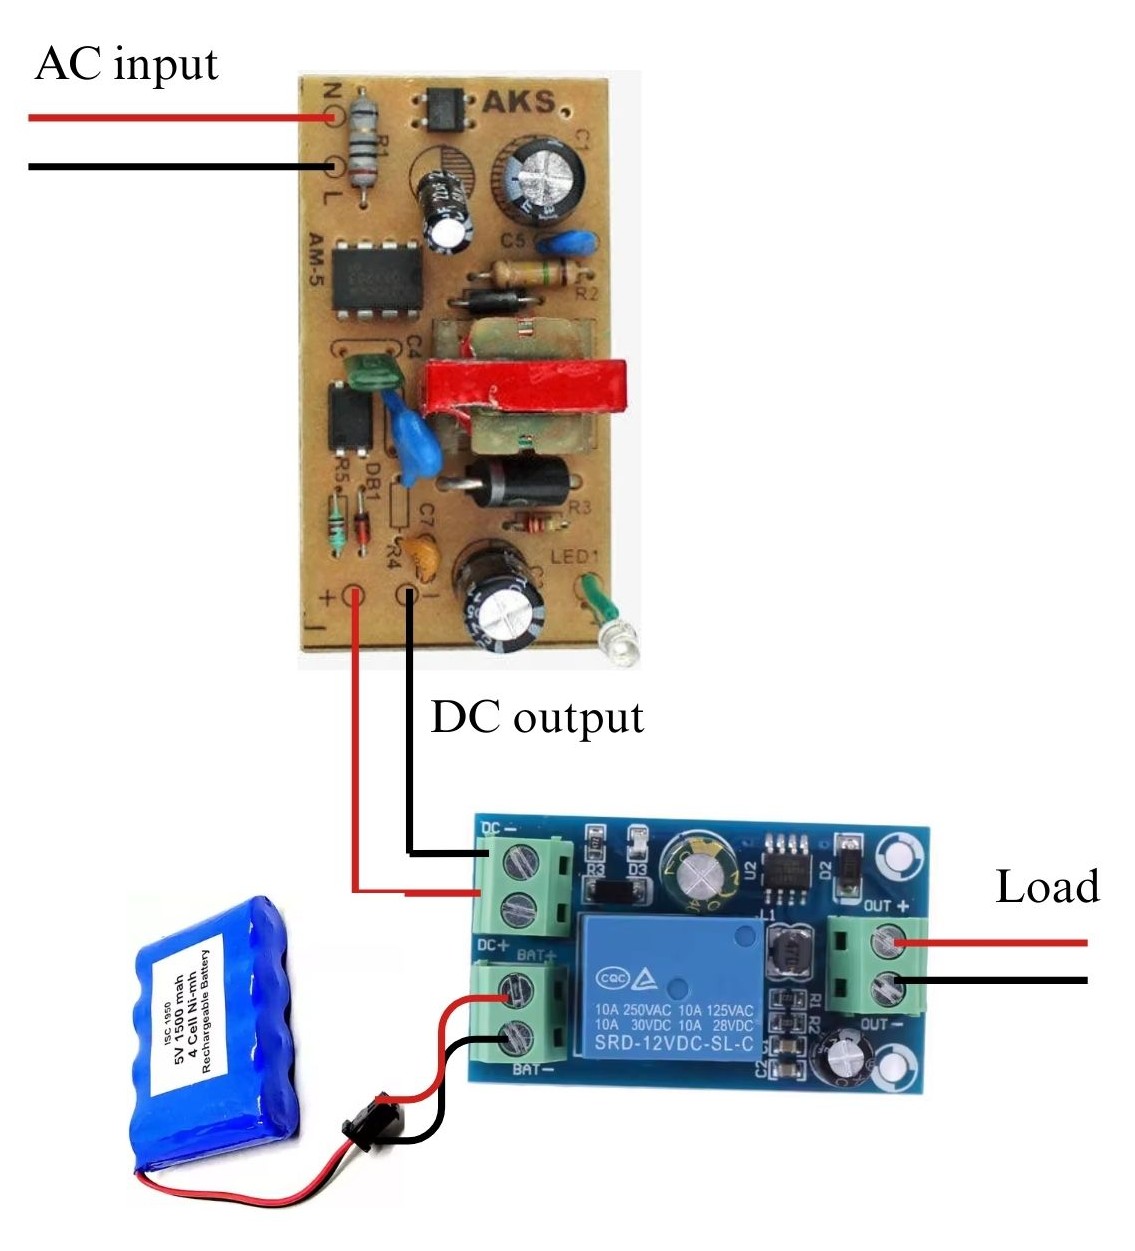 AC input
N
AKS
R1
C1
L
C5
AM-5
R2
C4
R5
DB1
R3
C7
R4
LED1
+
-
DC output
DC -
R3
D3
U2
D2
OUT +
Load
DC+
BAT+
L1
470
CQC
10A 250VAC 10A 125VAC
10A 30VDC 10A 28VDC
SRD-12VDC-SL-C
R1
R2
C2
OUT -
BAT-
ISC 1950
5V 1500 mah
4 Cell Ni-mh
Rechargeable Battery